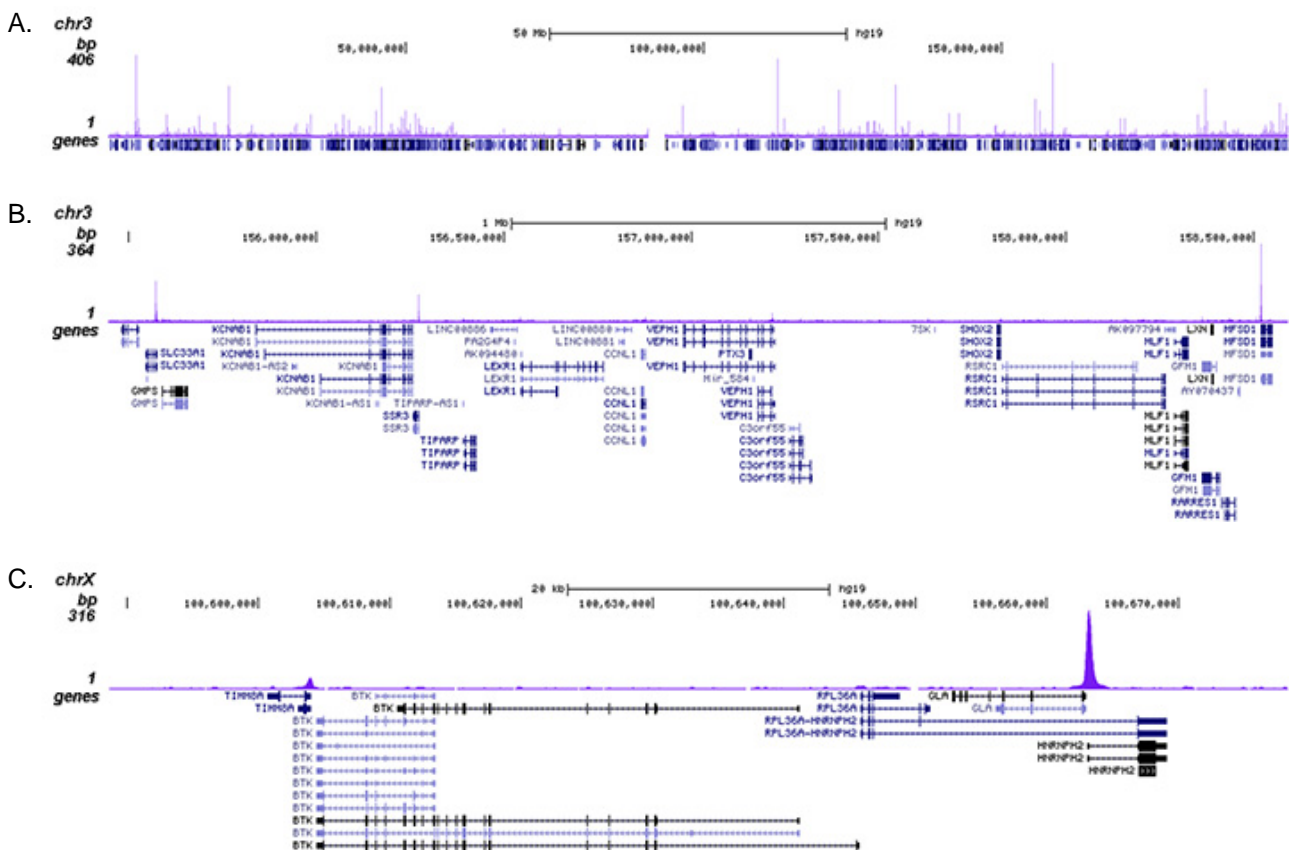 A. chr3
50 Mb hg19
bp 50,000,000 100,000,000 150,000,000
406
1
genes
B. chr3
1 Mb hg19
bp 156,000,000 156,500,000 157,000,000 157,500,000 158,000,000 158,500,000
364
1
genes
KCNAB1 LINC00886 LINC00880 VEPH1 7SK SHOX2 AK097794 LXN MFSD1
KCNAB1 PA2G4P4 LINC00881 VEPH1 SHOX2 MLF1 MFSD1
SLC33A1 KCNAB1 AK094480 CCNL1 PTX3 SHOX2 MLF1 MFSD1
SLC33A1 KCNAB1-AS2 KCNAB1 LEKR1 VEPH1 RSRC1 GFM1
KCNAB1 LEKR1 Mir_584 RSRC1 LXN MFSD1
GMPS KCNAB1 LEKR1 CCNL1 VEPH1 RSRC1 AY070437
GMPS KCNAB1-AS1 TIPARP-AS1 CCNL1 VEPH1 RSRC1
SSR3 CCNL1 VEPH1 MLF1
SSR3 CCNL1 C3orf55 MLF1
TIPARP CCNL1 C3orf55 MLF1
TIPARP C3orf55 MLF1
TIPARP C3orf55 MLF1
C3orf55 GFM1
GFM1
RARRES1
RARRES1
C. chrX
20 kb hg19
bp 100,600,000 100,610,000 100,620,000 100,630,000 100,640,000 100,650,000 100,660,000 100,670,000
316
1
genes
TIMM8A BTK RPL36A GLA
TIMM8A BTK RPL36A GLA
BTK RPL36A-HNRNPH2
BTK RPL36A-HNRNPH2
BTK HNRNPH2
BTK HNRNPH2
BTK HNRNPH2
BTK
BTK
BTK
BTK
BTK
BTK